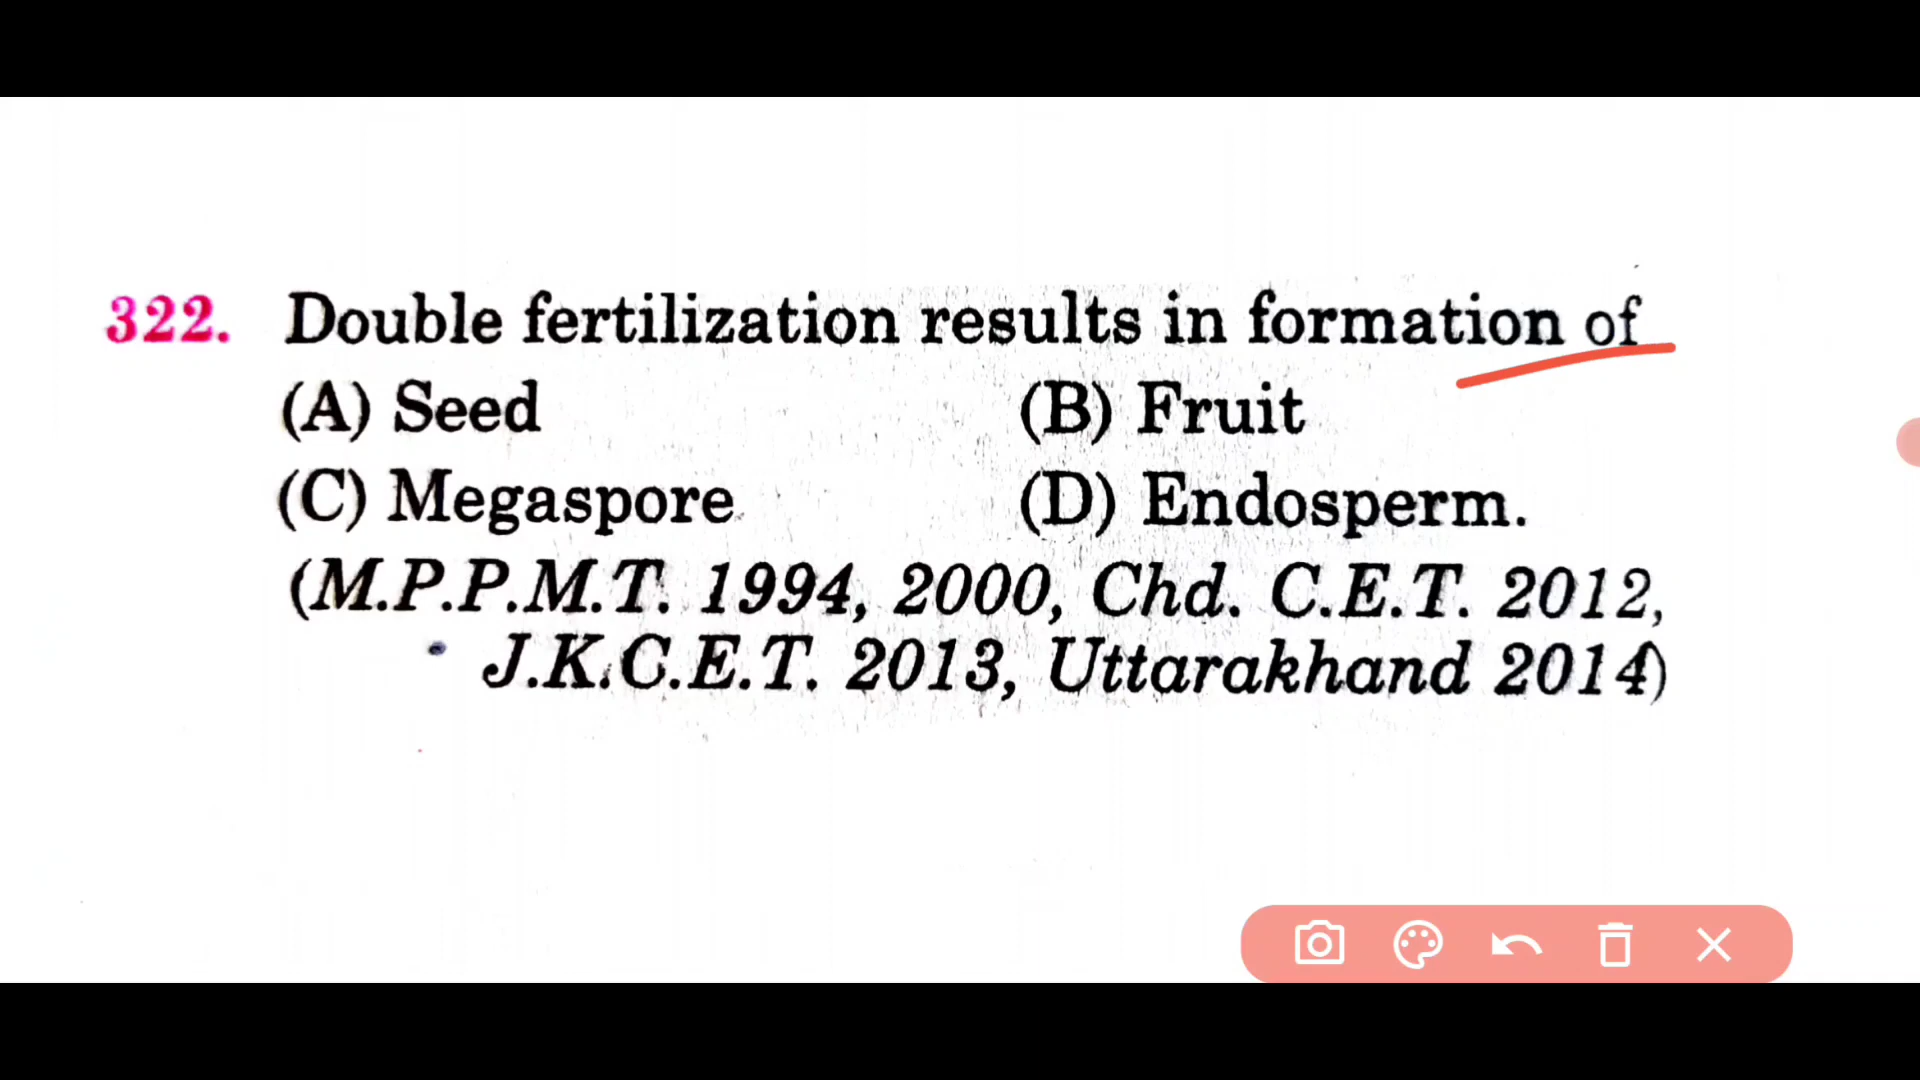 322. Double fertilization results in formation of
(A) Seed (B) Fruit
(C) Megaspore (D) Endosperm.
(M.P.P.M.T. 1994, 2000, Chd. C.E.T. 2012,
J.K.C.E.T. 2013, Uttarakhand 2014)